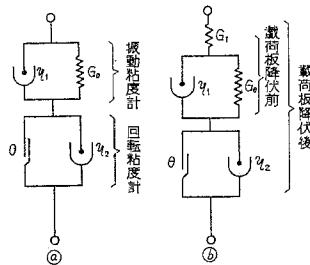 η₁
G₀
振動粘度計
θ
η₂
回転粘度計
ⓐ
G₁
η₁
G₀
載荷板降伏前
θ
η₂
載荷板降伏後
ⓑ